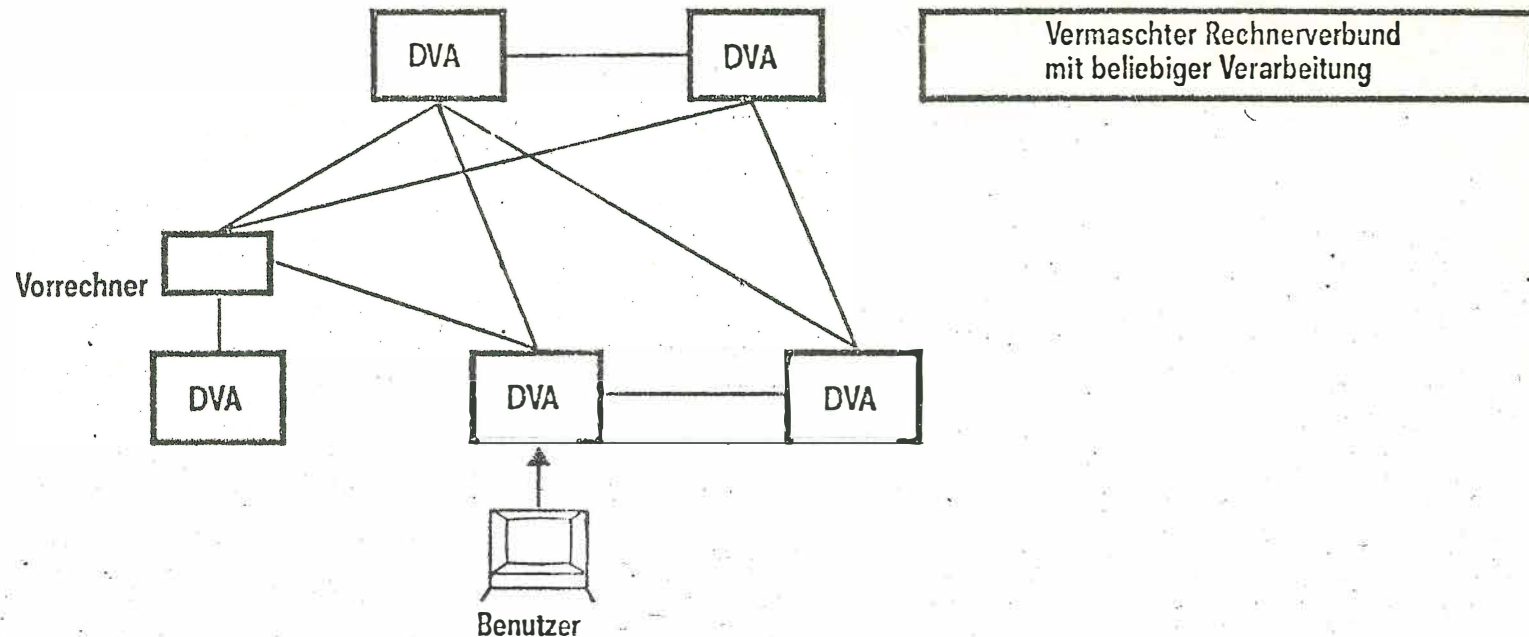 DVA
DVA
Vermaschter Rechnerverbund
mit beliebiger Verarbeitung
Vorrechner
DVA
DVA
DVA
Benutzer